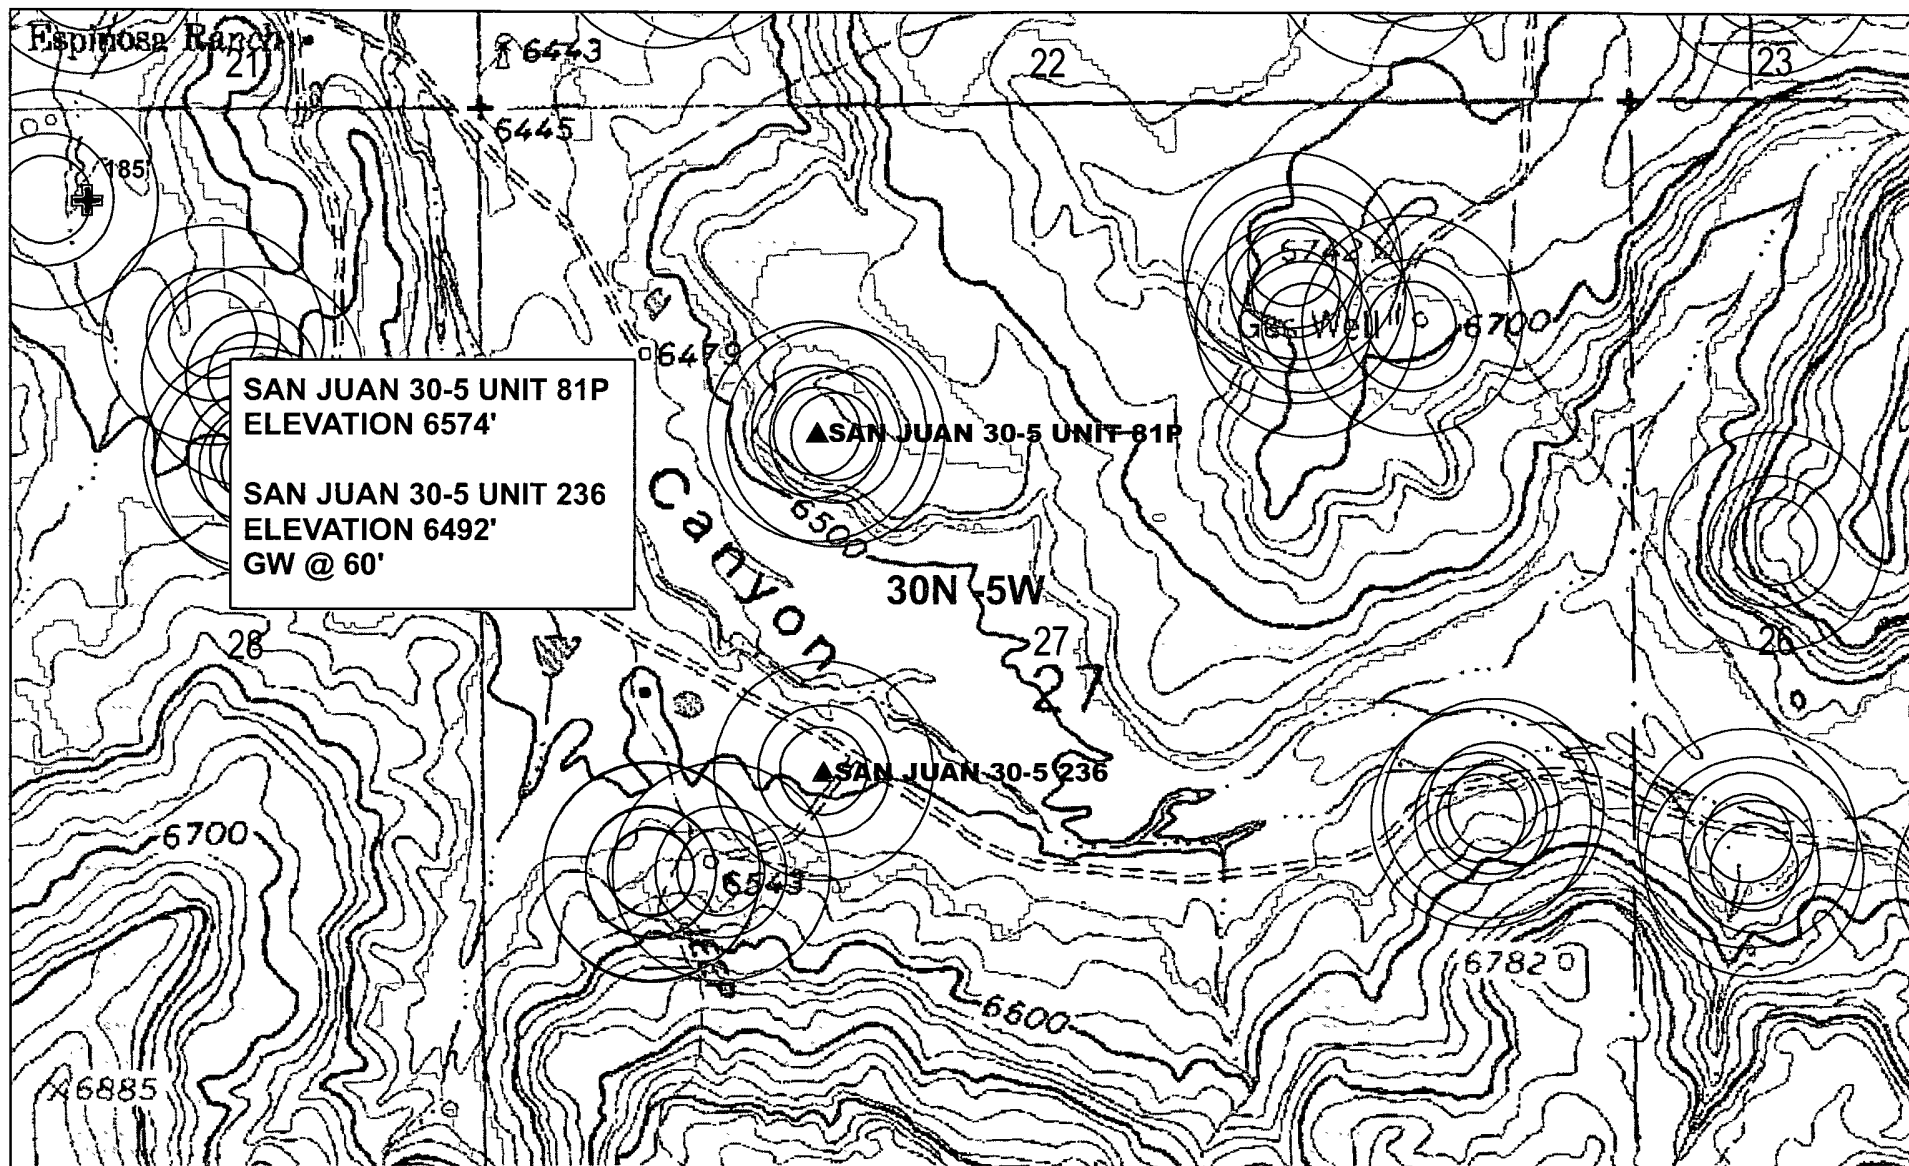 Espinosa Ranch
21
6443
22
23
6445
185'
5742
Gas Well
6700
6479
SAN JUAN 30-5 UNIT 81P
ELEVATION 6574'
SAN JUAN 30-5 UNIT 236
ELEVATION 6492'
GW @ 60'
SAN JUAN 30-5 UNIT 81P
Canyon
6500
30N 5W
28
27
27
26
SAN JUAN 30-5 236
6700
6543
6782
6600
6885